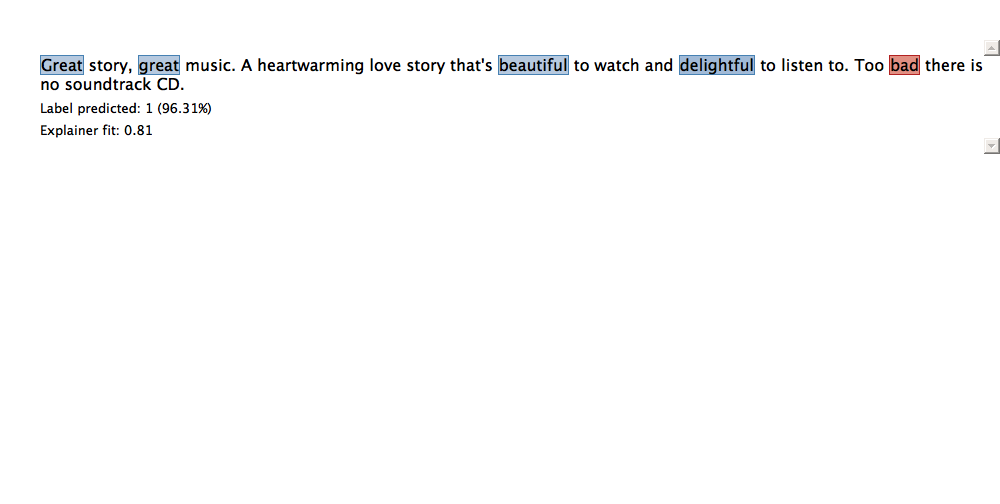 Great story, great music. A heartwarming love story that's beautiful to watch and delightful to listen to. Too bad there is
no soundtrack CD.
Label predicted: 1 (96.31%)
Explainer fit: 0.81